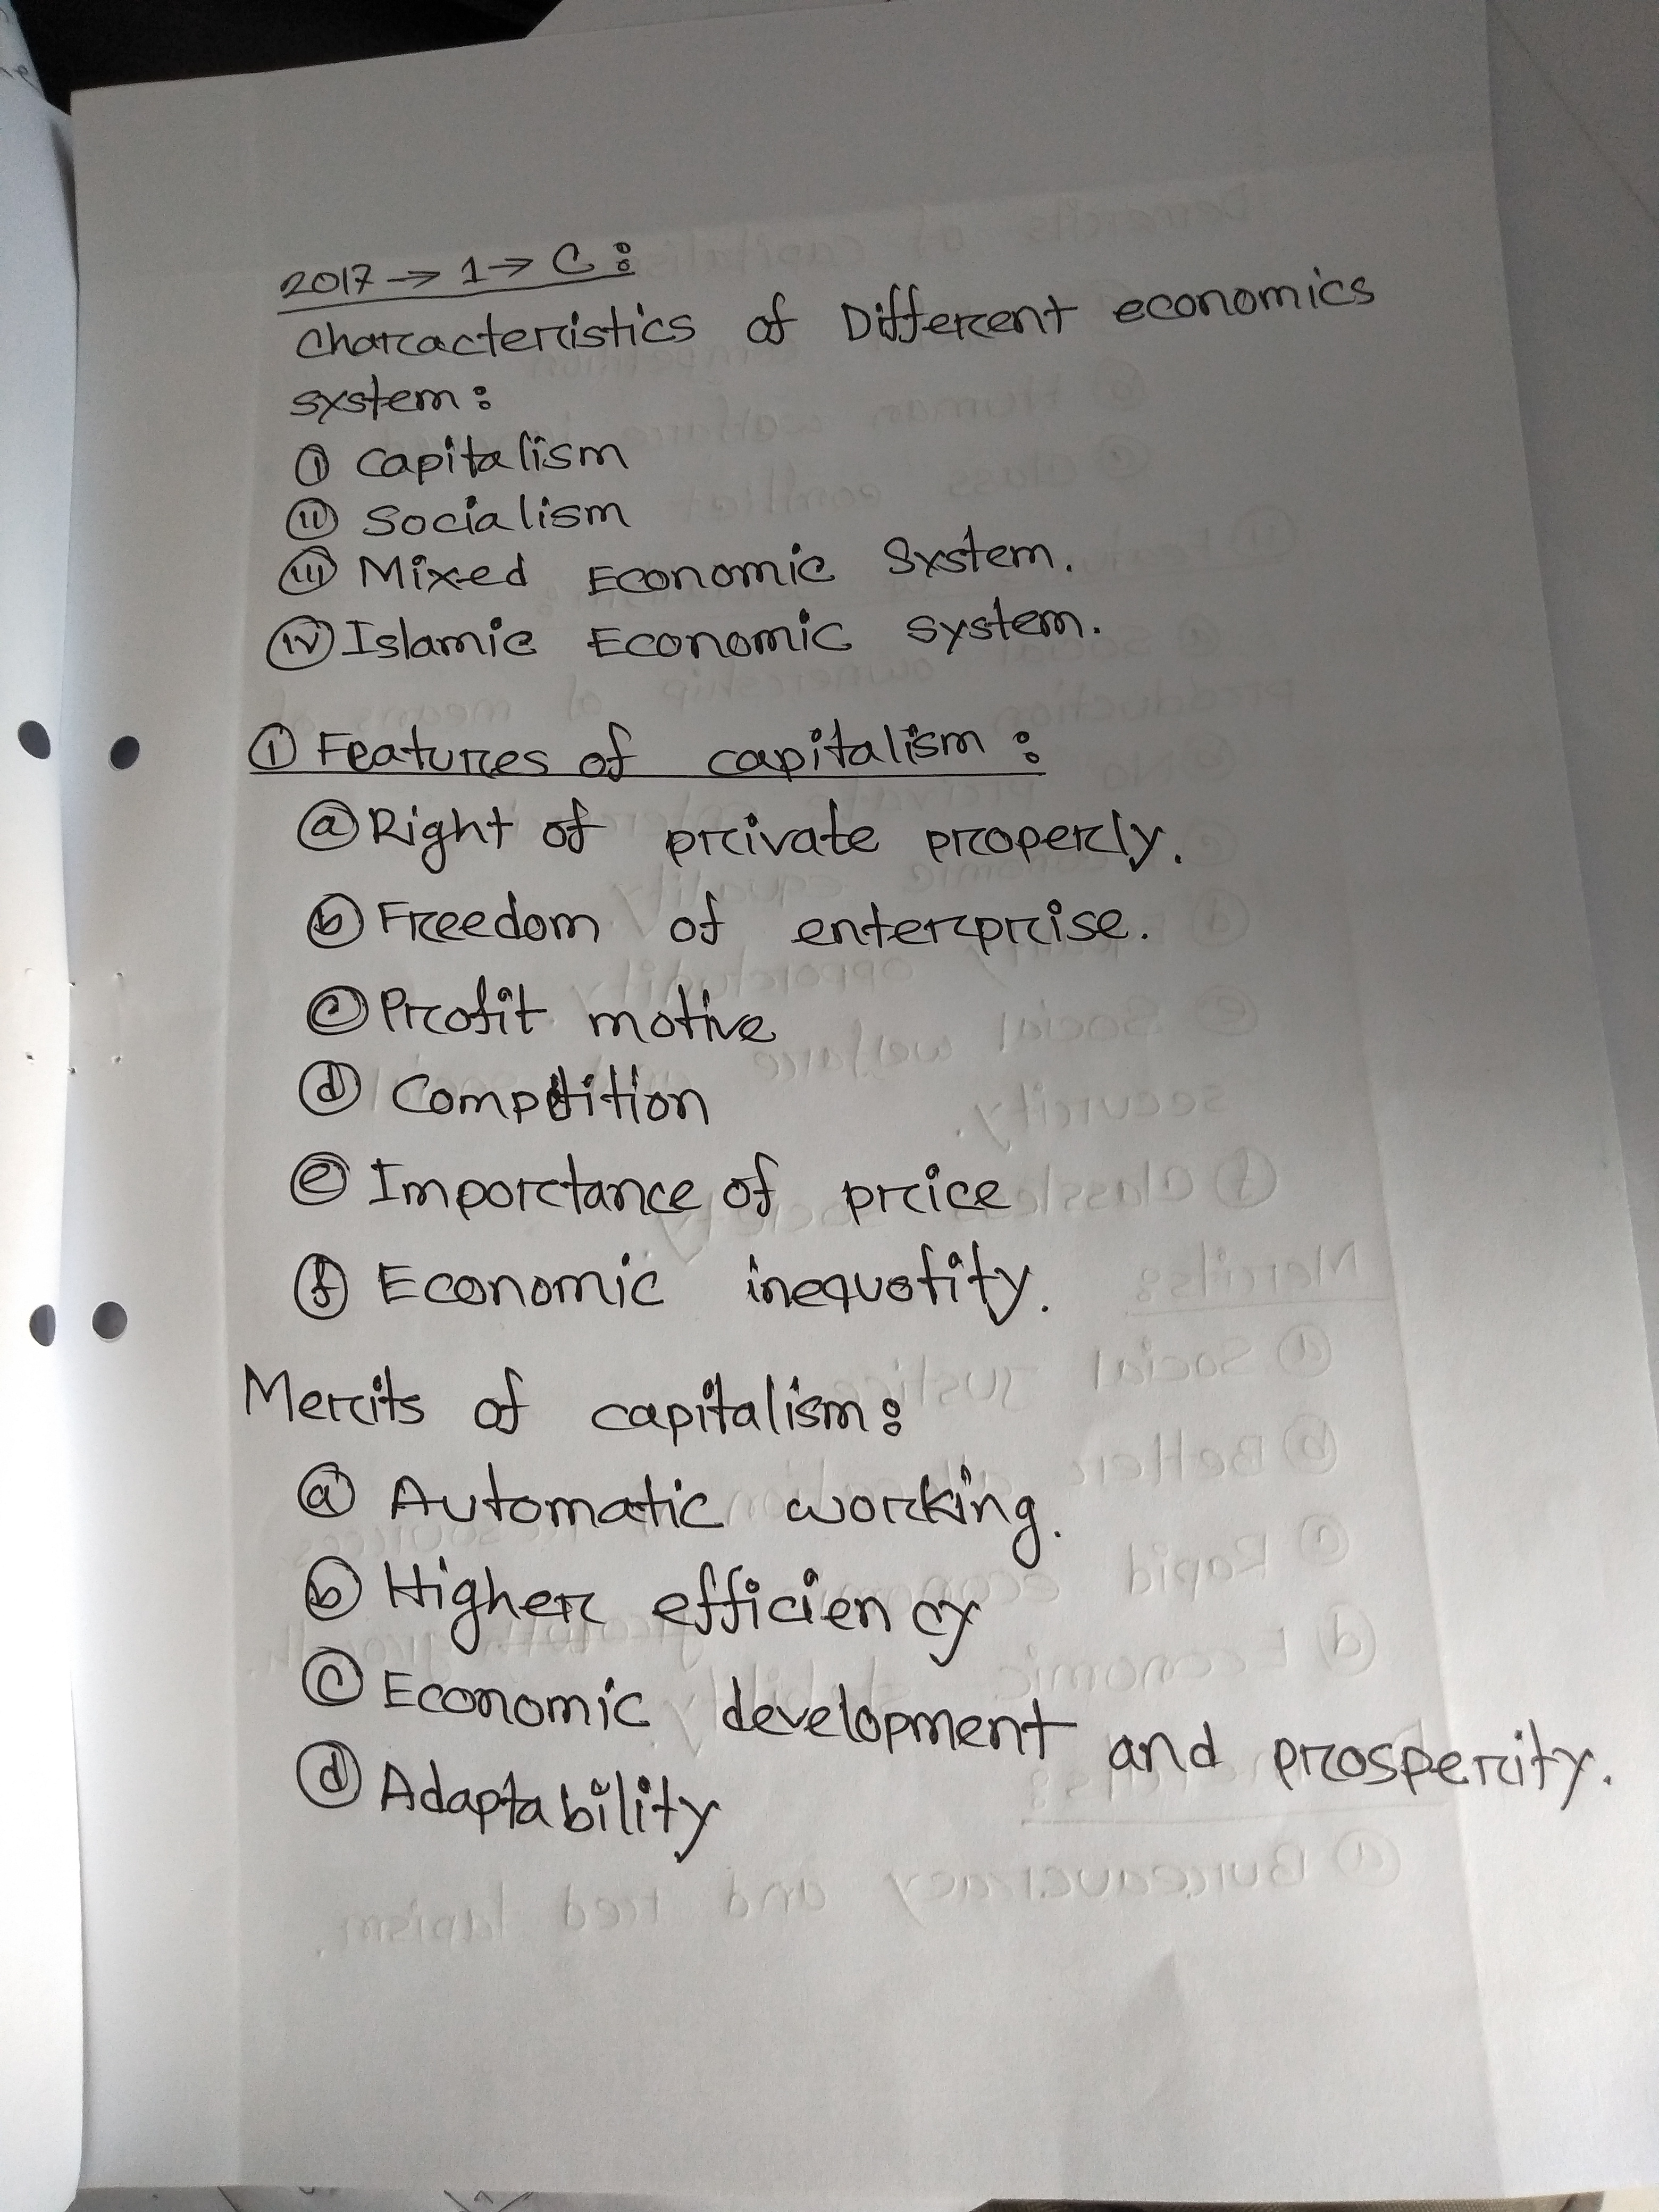 2017 → 1 → C :
Characteristics of Different economics
system :
(i) Capitalism
(ii) Socialism
(iii) Mixed Economic System.
(iv) Islamic Economic system.
(i) Features of capitalism :
(a) Right of private property.
(b) Freedom of enterprise.
(c) Profit motive
(d) Competition
(e) Importance of price
(f) Economic inequality.
Merits of capitalism :
(a) Automatic working.
(b) Higher efficiency
(c) Economic development and prosperity.
(d) Adaptability